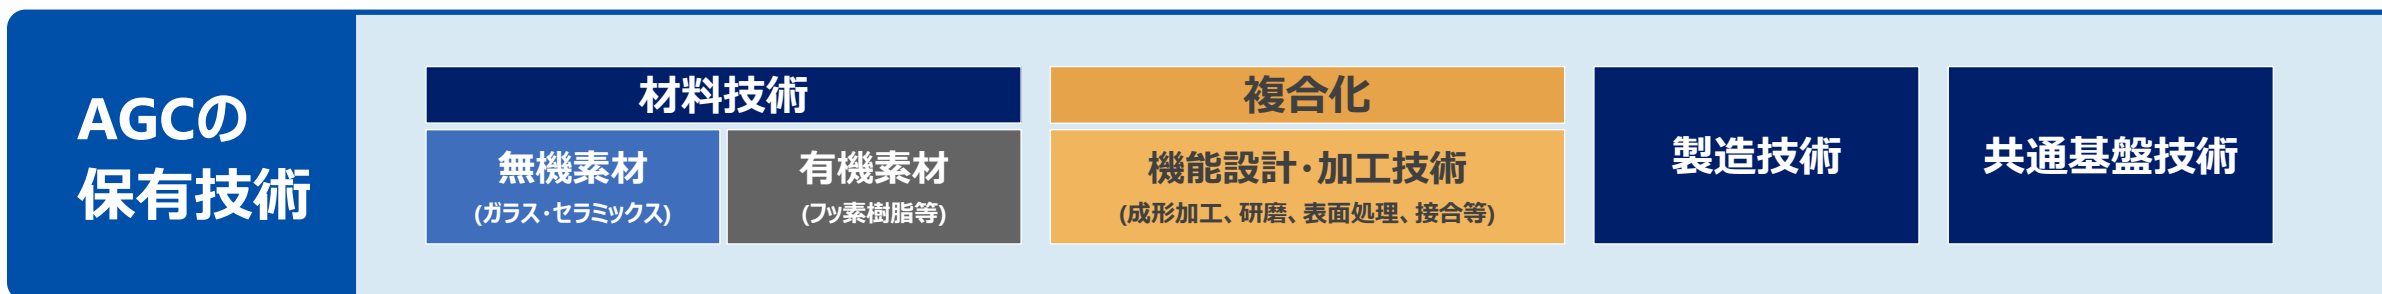 AGCの
保有技術
材料技術
無機素材
(ガラス・セラミックス)
有機素材
(フッ素樹脂等)
複合化
機能設計・加工技術
(成形加工、研磨、表面処理、接合等)
製造技術
共通基盤技術